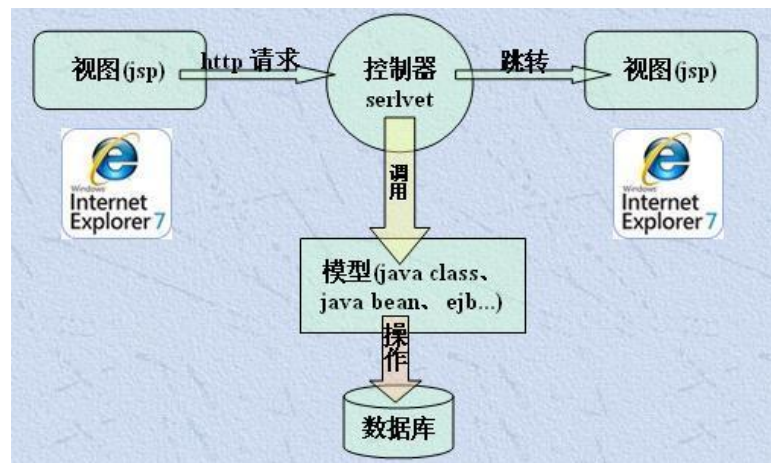 视图(jsp)
http 请求
控制器
serlvet
跳转
视图(jsp)
Windows
Internet
Explorer 7
Windows
Internet
Explorer 7
调用
模型(java class、
java bean、 ejb...)
操作
数据库